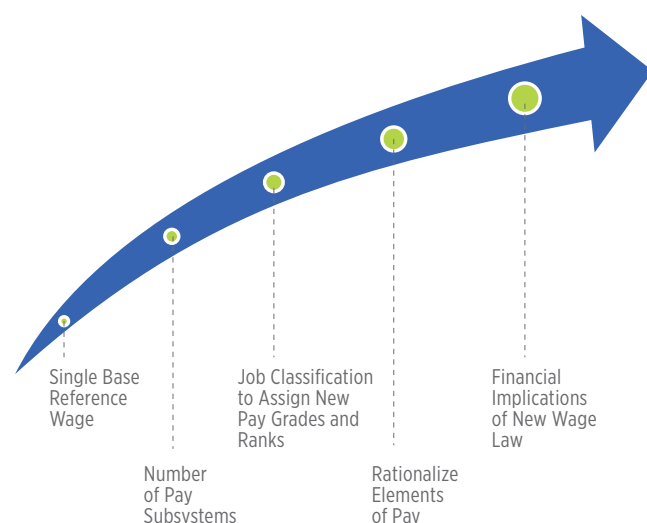 Single Base
Reference
Wage
Number
of Pay
Subsystems
Job Classification
to Assign New
Pay Grades and
Ranks
Rationalize
Elements
of Pay
Financial
Implications
of New Wage
Law